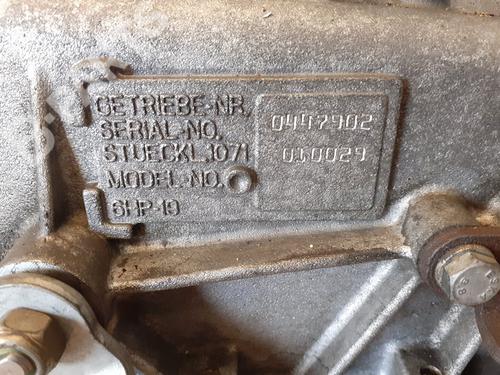 GETRIEBE-NR.
SERIAL-NO.
0447902
STUECKL.1071
010029
MODEL-NO.
6HP-19